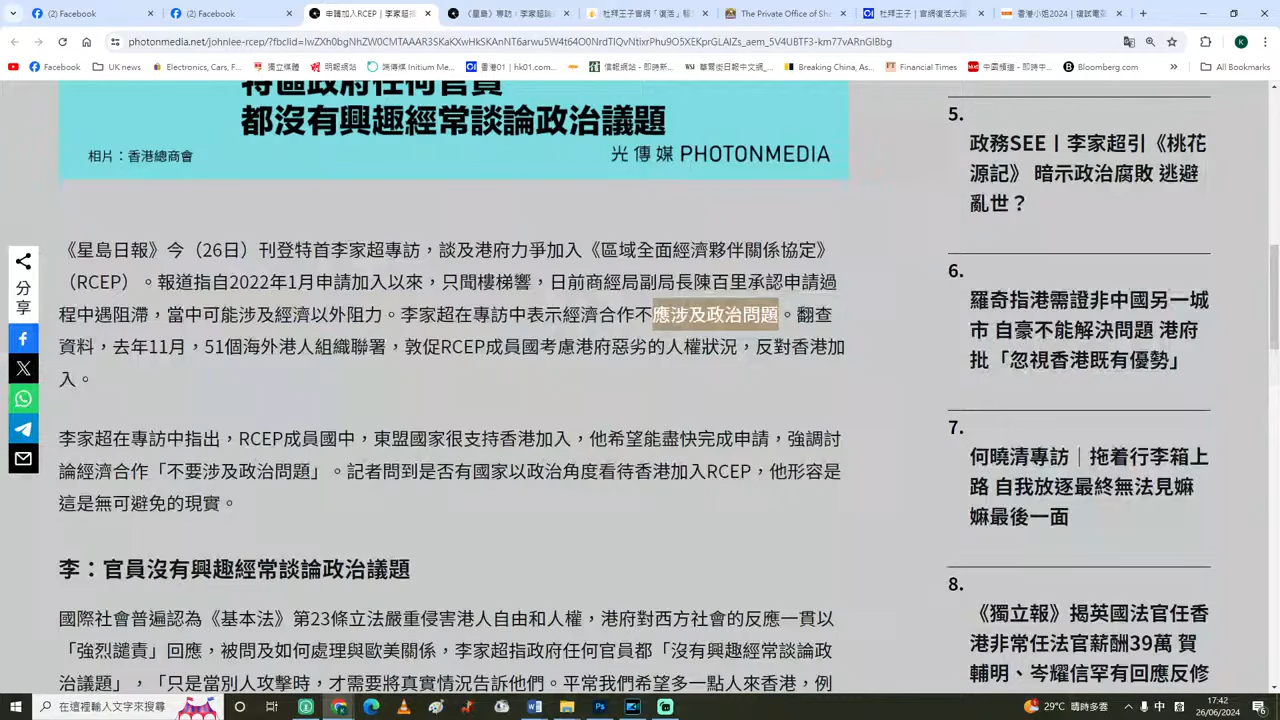 (2) Facebook
(2) Facebook
申請加入RCEP | 李家超
杜拜王子官網「復活」
The Private Office of She
杜拜王子｜官網復活大
香港小姐2024｜
photonmedia.net/johnlee-rcep/?fbclid=IwZXh0bgNhZW0CMTAAAR3SKaKXwHkSKAnNT6arwu5W4t64O0NrdTIQvNtIxrPhu9O5XEKprGLAIZs_aem_5V4UBTF3-km77vARnGlBbg
Facebook
UK news
Electronics, Cars, F...
獨立媒體
明報網站
端傳媒 Initium Me...
香港01 | hk01.com...
信報網站 - 即時新...
華爾街日報中文網_...
Breaking China, As...
Financial Times
中國頻道 - 即時中...
Bloomberg.com
All Bookmarks
特區政府任何官員
都沒有興趣經常談論政治議題
相片：香港總商會
光傳媒 PHOTONMEDIA
分
享
《星島日報》今（26日）刊登特首李家超專訪，談及港府力爭加入《區域全面經濟夥伴關係協定》
（RCEP）。報道指自2022年1月申請加入以來，只聞樓梯響，日前商經局副局長陳百里承認申請過
程中遇阻滯，當中可能涉及經濟以外阻力。李家超在專訪中表示經濟合作不應涉及政治問題。翻查
資料，去年11月，51個海外港人組織聯署，敦促RCEP成員國考慮港府惡劣的人權狀況，反對香港加
入。
李家超在專訪中指出，RCEP成員國中，東盟國家很支持香港加入，他希望能盡快完成申請，強調討
論經濟合作「不要涉及政治問題」。記者問到是否有國家以政治角度看待香港加入RCEP，他形容是
這是無可避免的現實。
李：官員沒有興趣經常談論政治議題
國際社會普遍認為《基本法》第23條立法嚴重侵害港人自由和人權，港府對西方社會的反應一貫以
「強烈譴責」回應，被問及如何處理與歐美關係，李家超指政府任何官員都「沒有興趣經常談論政
治議題」，「只是當別人攻擊時，才需要將真實情況告訴他們。平常我們希望多一點人來香港，例
5.
政務SEE〡李家超引《桃花
源記》 暗示政治腐敗 逃避
亂世？
6.
羅奇指港需證非中國另一城
市 自豪不能解決問題 港府
批「忽視香港既有優勢」
7.
何曉清專訪｜拖着行李箱上
路 自我放逐最終無法見嫲
嫲最後一面
8.
《獨立報》揭英國法官任香
港非常任法官薪酬39萬 賀
輔明、岑耀信罕有回應反修
在這裡輸入文字來搜尋
29°C 晴時多雲
中
17:42
26/06/2024